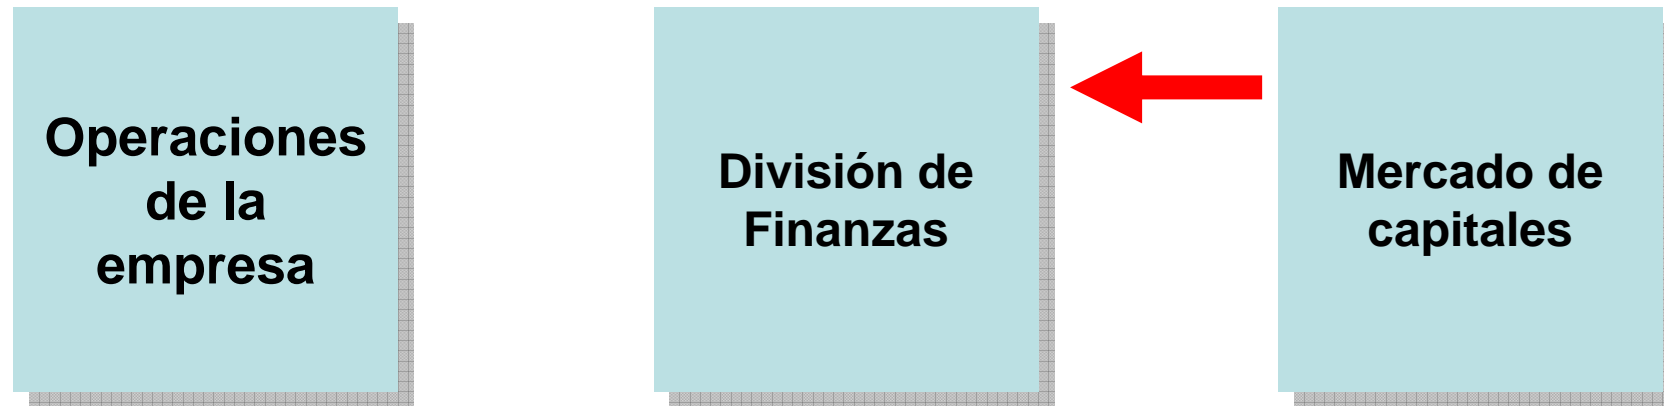 Operaciones
de la
empresa
División de
Finanzas
Mercado de
capitales